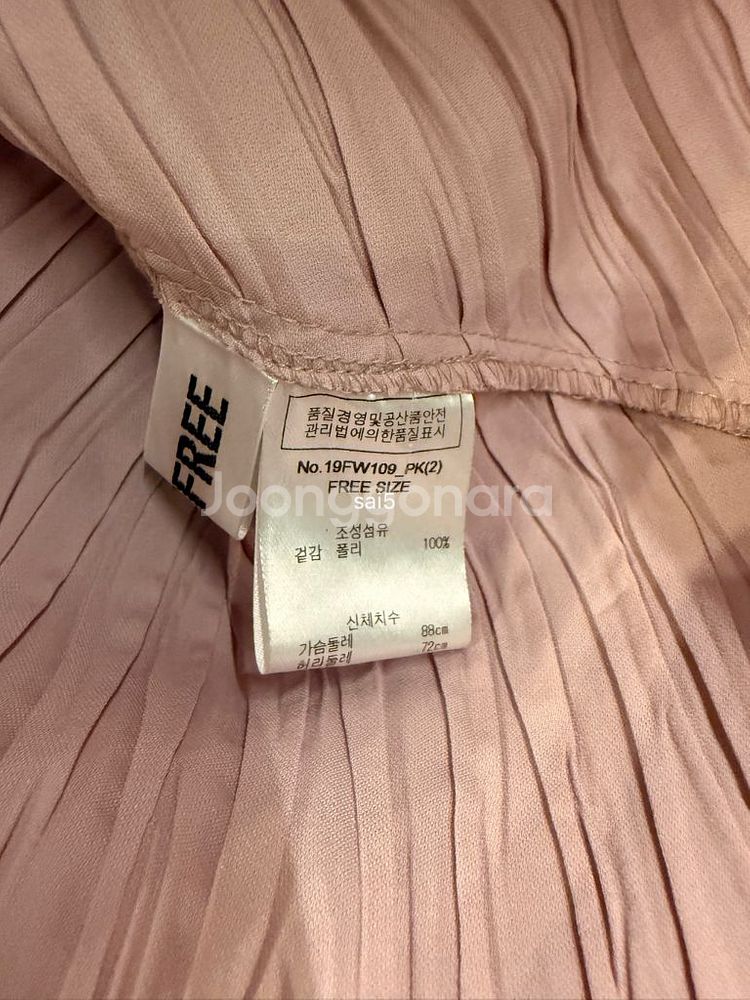 FREE
품질경영및공산품안전
관리법에의한품질표시
No.19FW109_PK(2)
FREE SIZE
Joonggonara
sai5
조성섬유
겉감 폴리 100%
신체치수
가슴둘레 88cm
허리둘레 72cm